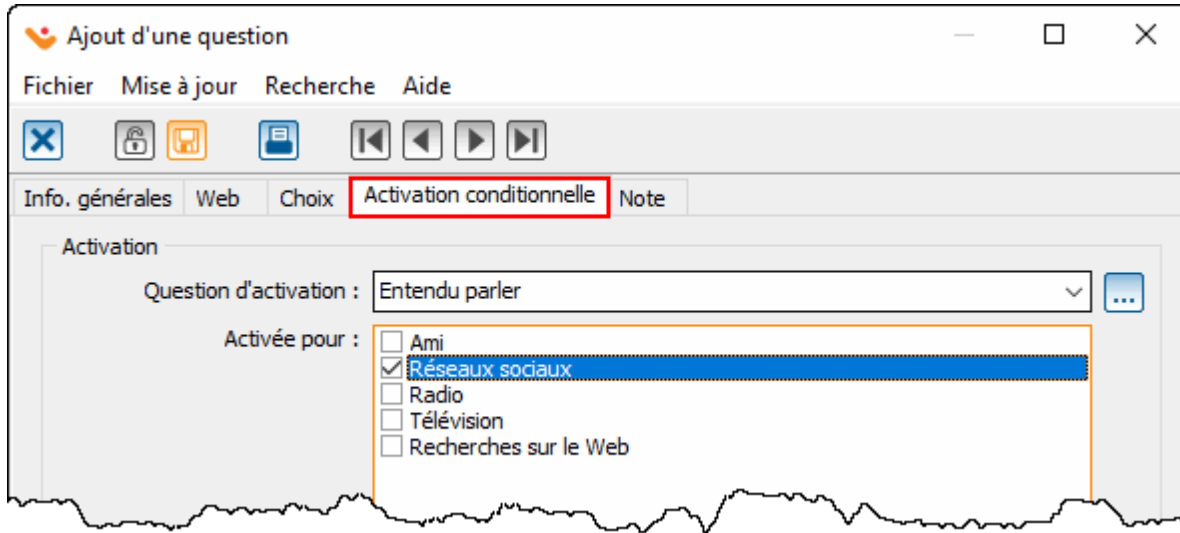 Ajout d'une question
Fichier Mise à jour Recherche Aide
Info. générales Web Choix Activation conditionnelle Note
Activation
Question d'activation : Entendu parler ...
Activée pour : Ami
Réseaux sociaux
Radio
Télévision
Recherches sur le Web